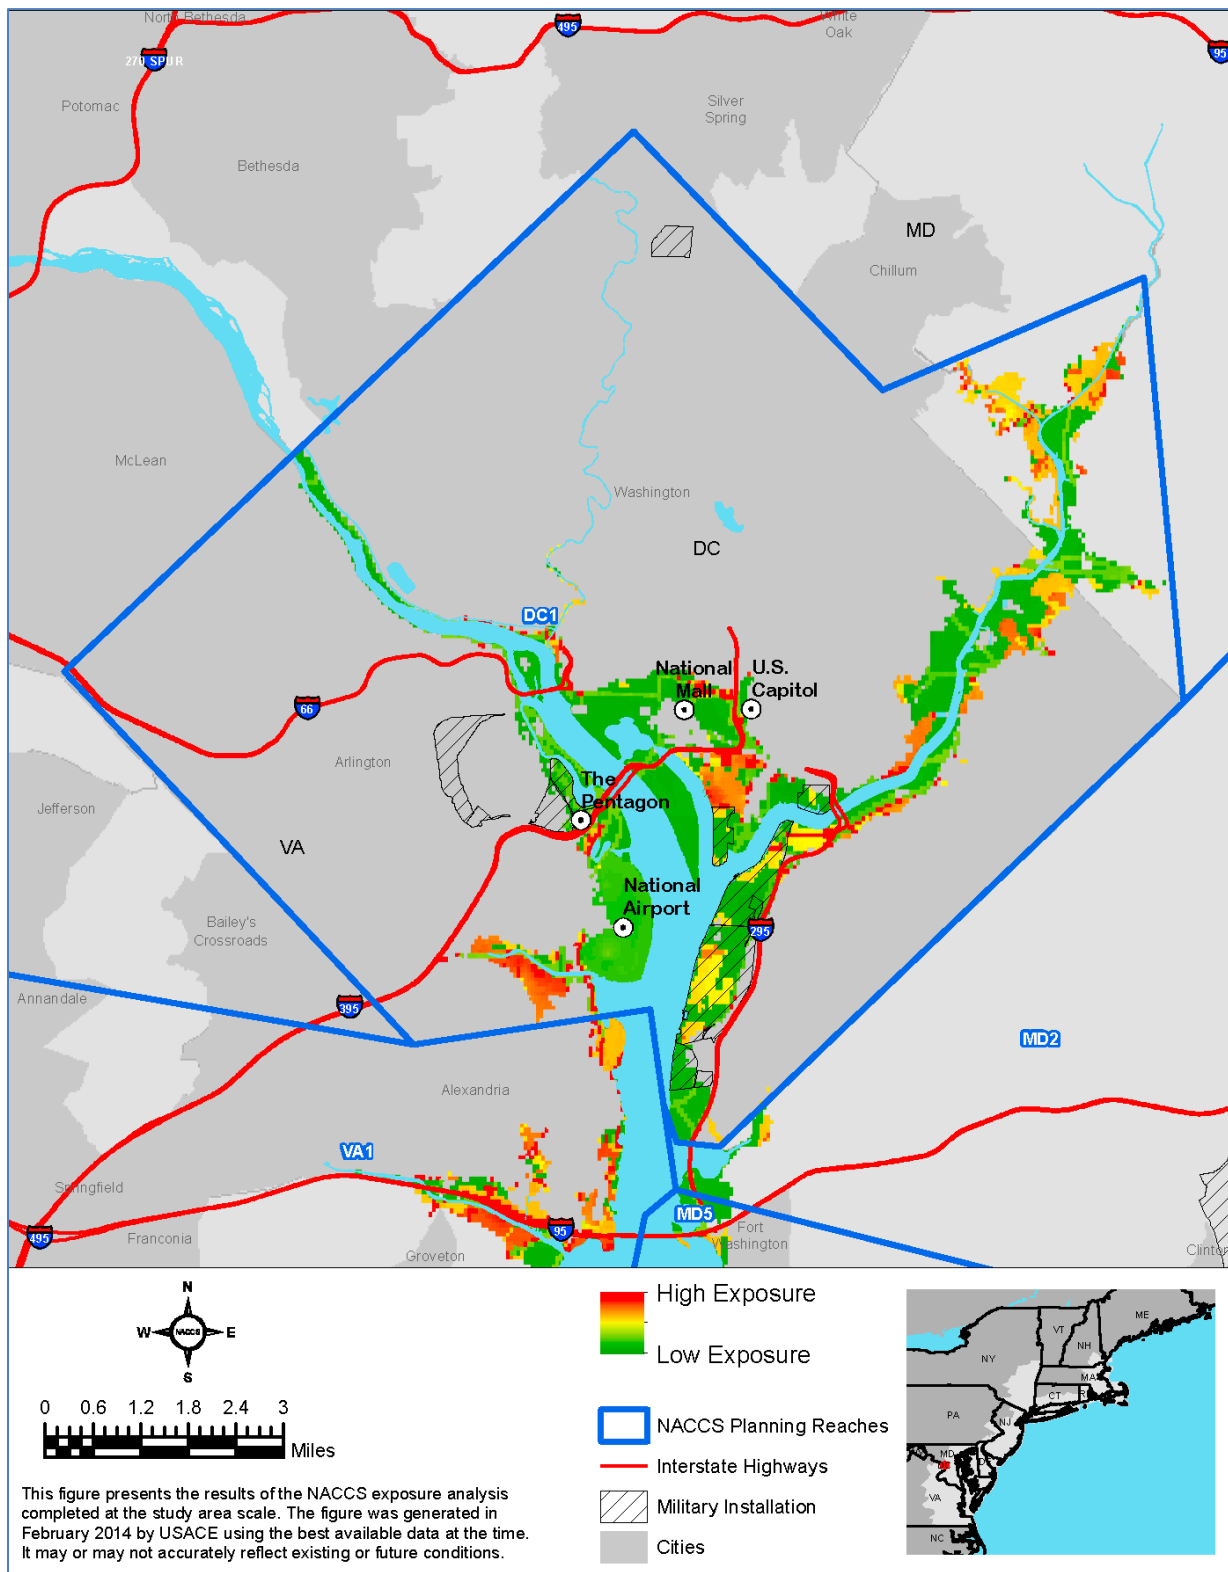 North Bethesda
495
White
Oak
95
270 SPUR
Potomac
Silver
Spring
Bethesda
MD
Chillum
McLean
Washington
DC
DC1
National
Mall
U.S.
Capitol
66
Arlington
The
Pentagon
Jefferson
VA
National
Airport
Bailey's
Crossroads
295
Annandale
395
MD2
Alexandria
VA1
Springfield
MD5
95
495
Franconia
Groveton
Fort
Washington
Clinton
N
W
NACCS
E
S
0 0.6 1.2 1.8 2.4 3
Miles
This figure presents the results of the NACCS exposure analysis
completed at the study area scale. The figure was generated in
February 2014 by USACE using the best available data at the time.
It may or may not accurately reflect existing or future conditions.
High Exposure
Low Exposure
NACCS Planning Reaches
Interstate Highways
Military Installation
Cities
ME
VT
NH
NY
MA
CT
RI
PA
NJ
MD
DE
VA
NC